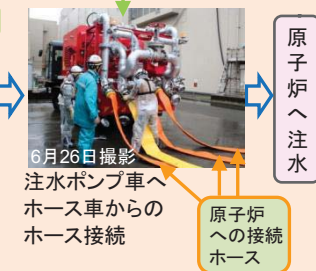 6月26日撮影
注水ポンプ車へ
ホース車からの
ホース接続
原子炉
への接続
ホース
原子炉へ注水